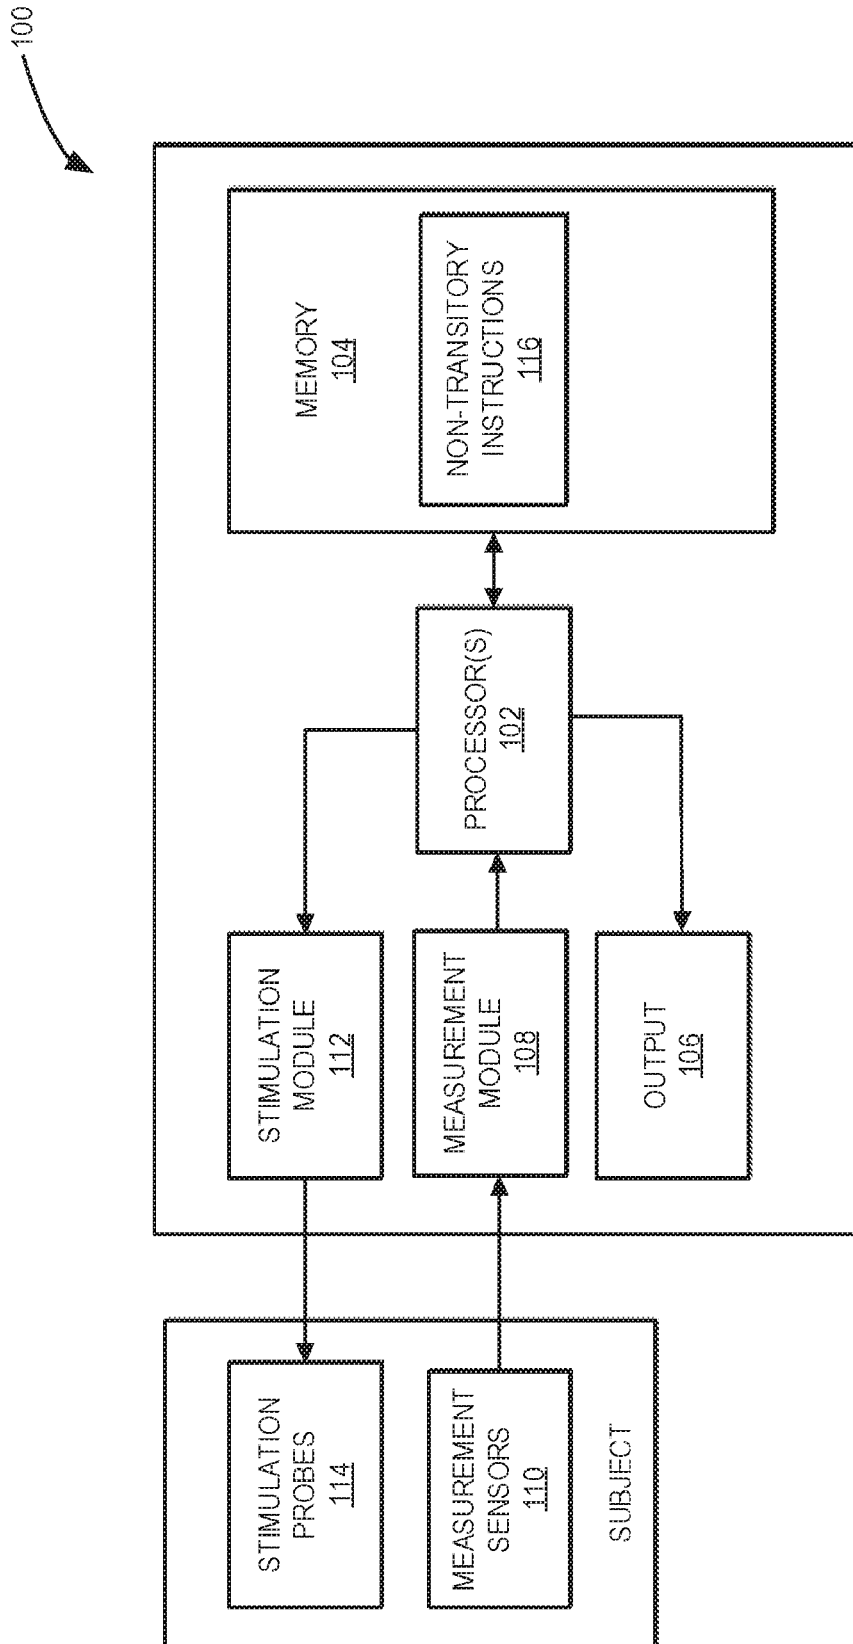 100
MEMORY
104
NON-TRANSITORY
INSTRUCTIONS
116
PROCESSOR(S)
102
STIMULATION
MODULE
112
MEASUREMENT
MODULE
108
OUTPUT
106
STIMULATION
PROBES
114
MEASUREMENT
SENSORS
110
SUBJECT